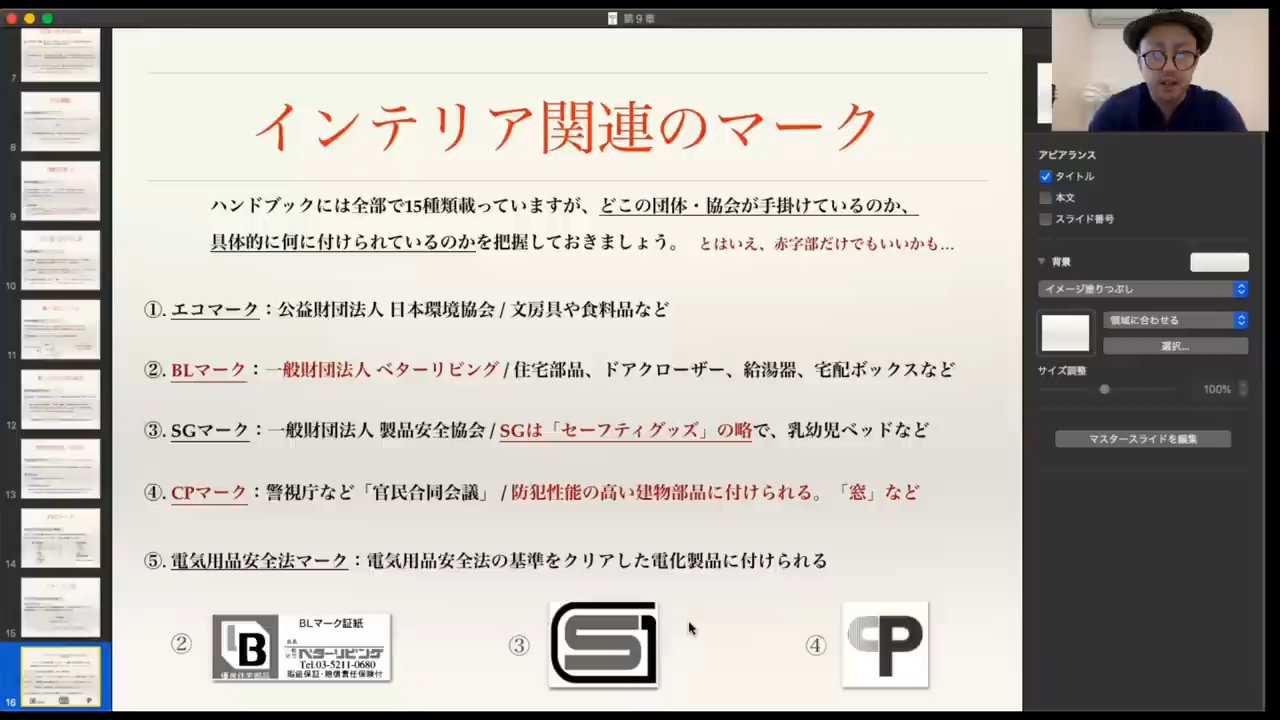 第9章
インテリア関連のマーク
ハンドブックには全部で15種類載っていますが、どこの団体・協会が手掛けているのか、
具体的に何に付けられているのかを把握しておきましょう。 とはいえ、赤字部だけでもいいかも…
①. エコマーク：公益財団法人 日本環境協会 / 文房具や食料品など
②. BLマーク：一般財団法人 ベターリビング / 住宅部品、ドアクローザー、給湯器、宅配ボックスなど
③. SGマーク：一般財団法人 製品安全協会 / SGは「セーフティグッズ」の略で、乳幼児ベッドなど
④. CPマーク：警視庁など「官民合同会議」 / 防犯性能の高い建物部品に付けられる。「窓」など
⑤. 電気用品安全法マーク：電気用品安全法の基準をクリアした電化製品に付けられる
②
BLマーク証紙
ベターリビング
Tel.03-5211-0680
瑕疵保証・賠償責任保険付
優良住宅部品
③
④
CP
7
8
9
10
11
12
13
14
15
16
アピアランス
タイトル
本文
スライド番号
背景
イメージ塗りつぶし
領域に合わせる
選択...
サイズ調整
100%
マスタースライドを編集